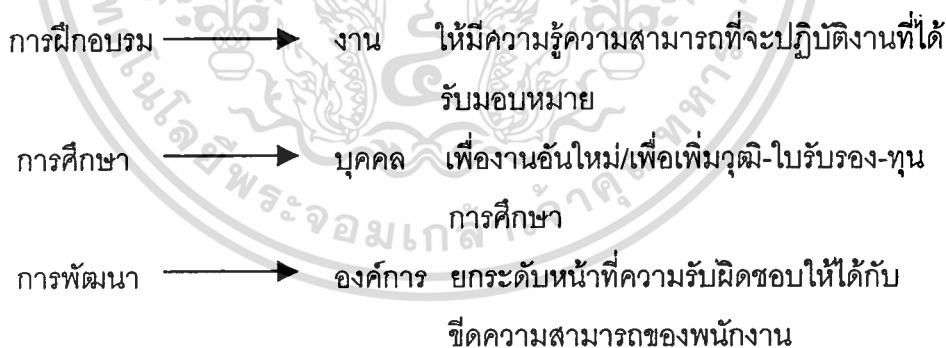 การฝึกอบรม งาน ให้มีความรู้ความสามารถที่จะปฏิบัติงานที่ได้
รับมอบหมาย
การศึกษา บุคคล เพื่องานอันใหม่/เพื่อเพิ่มวุฒิ-ใบรับรอง-ทุน
การศึกษา
การพัฒนา องค์การ ยกระดับหน้าที่ความรับผิดชอบให้ได้กับ
ขีดความสามารถของพนักงาน